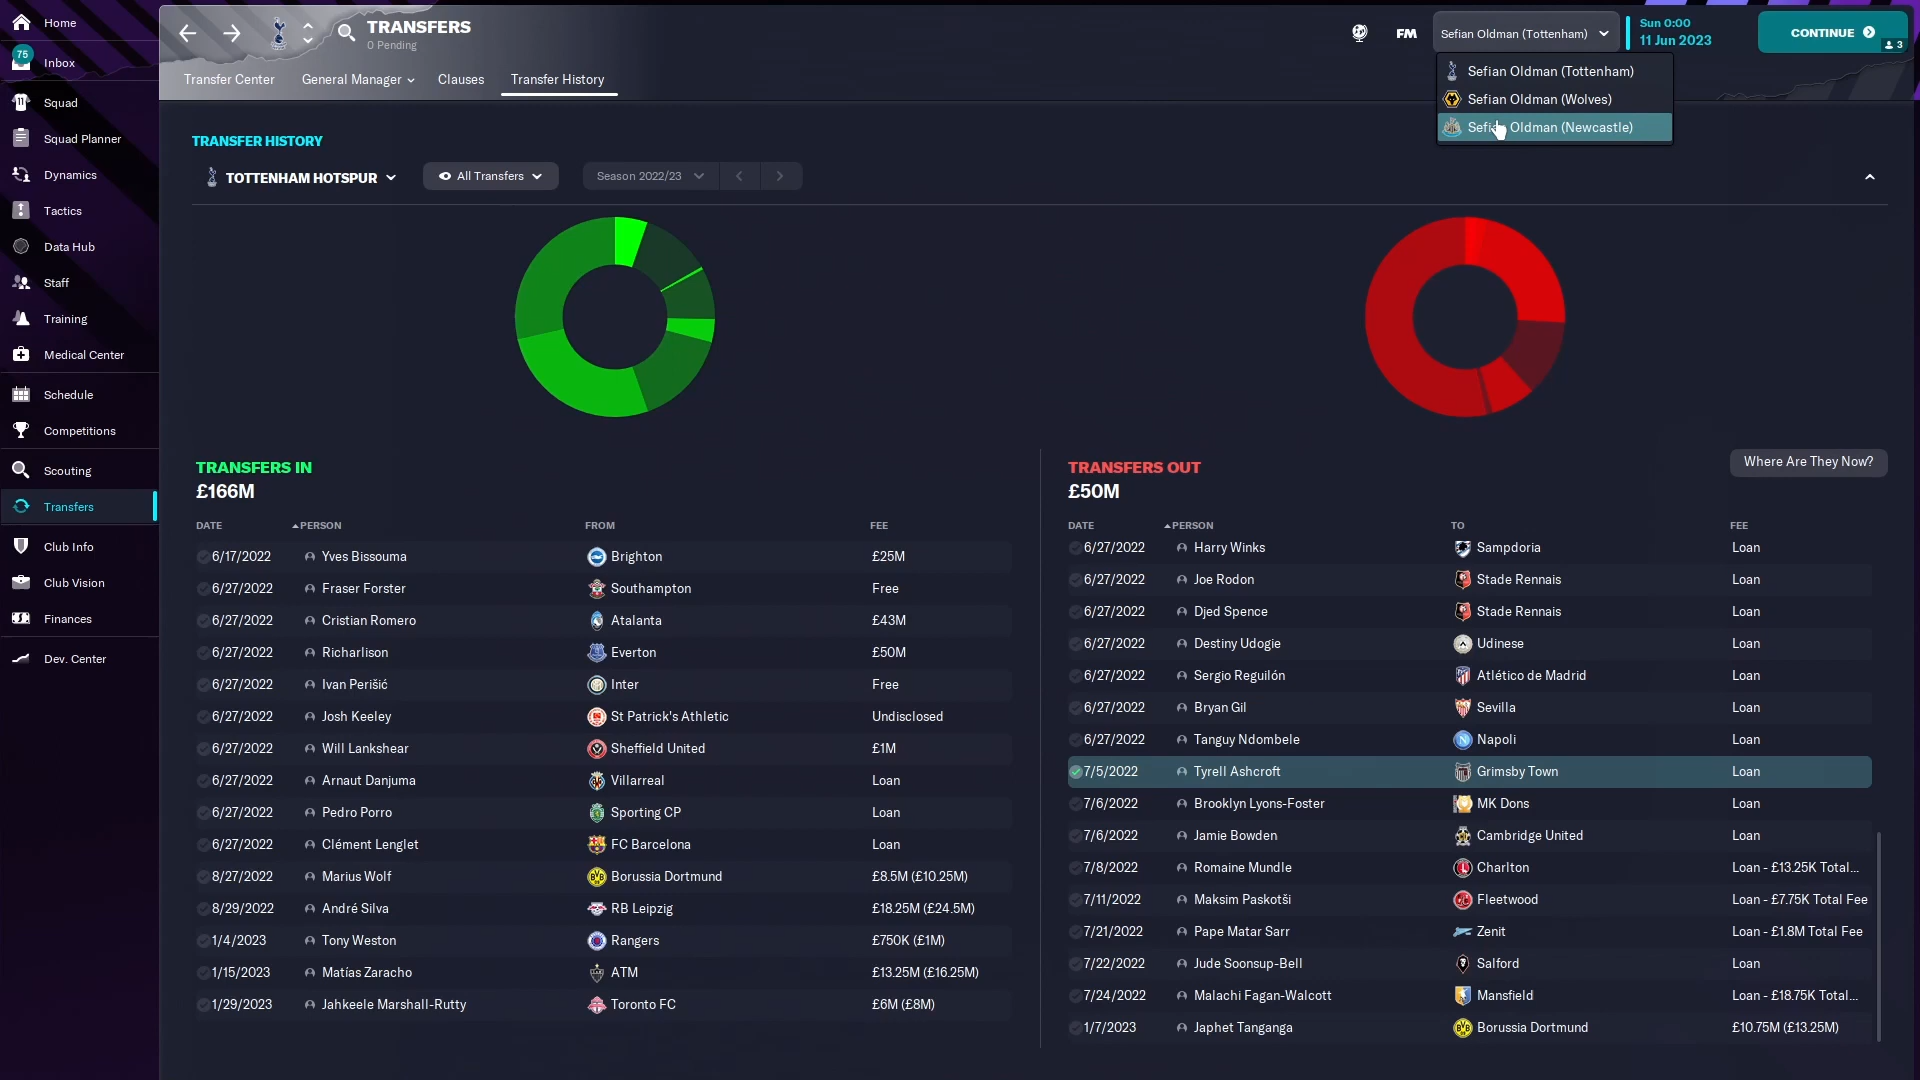 Home
75
Inbox
Squad
Squad Planner
Dynamics
Tactics
Data Hub
Staff
Training
Medical Center
Schedule
Competitions
Scouting
Transfers
Club Info
Club Vision
Finances
Dev. Center
TRANSFERS
0 Pending
FM
Sefian Oldman (Tottenham)
Sun 0:00
11 Jun 2023
CONTINUE
3
Sefian Oldman (Tottenham)
Sefian Oldman (Wolves)
Sefian Oldman (Newcastle)
Transfer Center General Manager Clauses Transfer History
TRANSFER HISTORY
TOTTENHAM HOTSPUR All Transfers Season 2022/23
TRANSFERS IN
£166M
DATE PERSON FROM FEE
6/17/2022 Yves Bissouma Brighton £25M
6/27/2022 Fraser Forster Southampton Free
6/27/2022 Cristian Romero Atalanta £43M
6/27/2022 Richarlison Everton £50M
6/27/2022 Ivan Perišić Inter Free
6/27/2022 Josh Keeley St Patrick's Athletic Undisclosed
6/27/2022 Will Lankshear Sheffield United £1M
6/27/2022 Arnaut Danjuma Villarreal Loan
6/27/2022 Pedro Porro Sporting CP Loan
6/27/2022 Clément Lenglet FC Barcelona Loan
8/27/2022 Marius Wolf Borussia Dortmund £8.5M (£10.25M)
8/29/2022 André Silva RB Leipzig £18.25M (£24.5M)
1/4/2023 Tony Weston Rangers £750K (£1M)
1/15/2023 Matías Zaracho ATM £13.25M (£16.25M)
1/29/2023 Jahkeele Marshall-Rutty Toronto FC £6M (£8M)
TRANSFERS OUT
£50M
Where Are They Now?
DATE PERSON TO FEE
6/27/2022 Harry Winks Sampdoria Loan
6/27/2022 Joe Rodon Stade Rennais Loan
6/27/2022 Djed Spence Stade Rennais Loan
6/27/2022 Destiny Udogie Udinese Loan
6/27/2022 Sergio Reguilón Atlético de Madrid Loan
6/27/2022 Bryan Gil Sevilla Loan
6/27/2022 Tanguy Ndombele Napoli Loan
7/5/2022 Tyrell Ashcroft Grimsby Town Loan
7/6/2022 Brooklyn Lyons-Foster MK Dons Loan
7/6/2022 Jamie Bowden Cambridge United Loan
7/8/2022 Romaine Mundle Charlton Loan - £13.25K Total...
7/11/2022 Maksim Paskotši Fleetwood Loan - £7.75K Total Fee
7/21/2022 Pape Matar Sarr Zenit Loan - £1.8M Total Fee
7/22/2022 Jude Soonsup-Bell Salford Loan
7/24/2022 Malachi Fagan-Walcott Mansfield Loan - £18.75K Total...
1/7/2023 Japhet Tanganga Borussia Dortmund £10.75M (£13.25M)